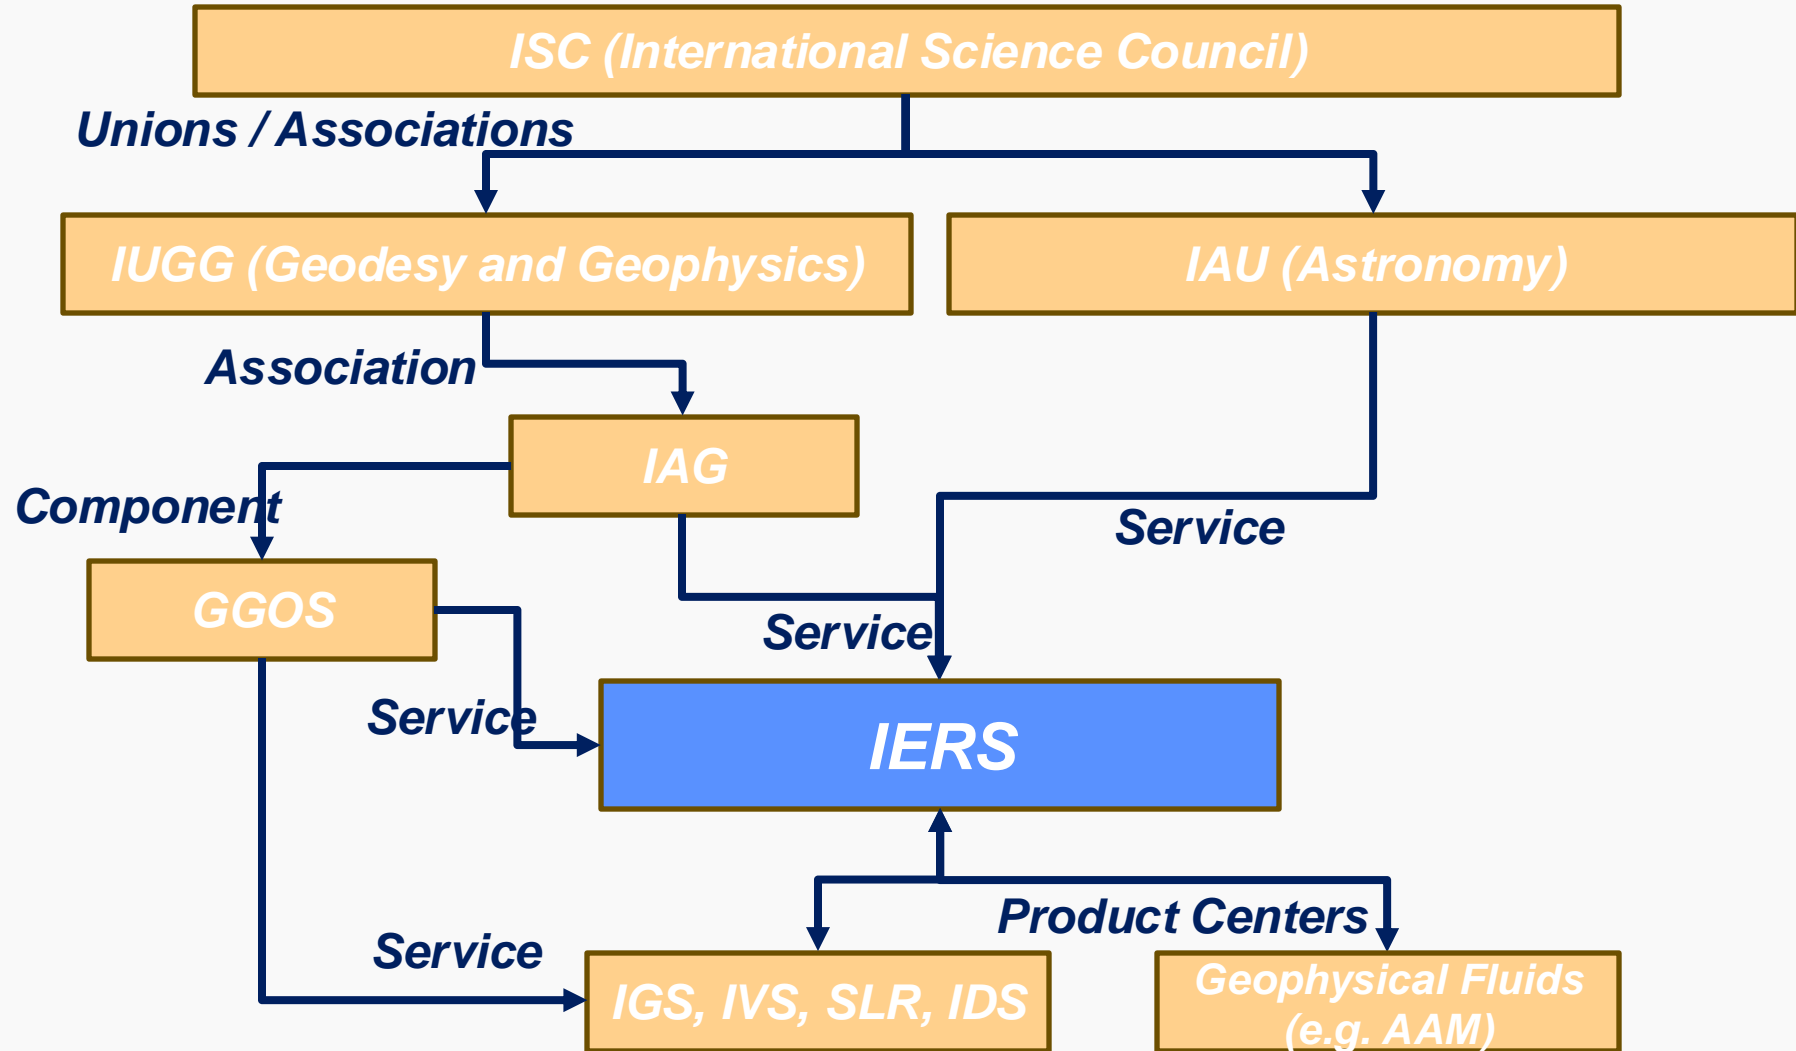 ISC (International Science Council)
Unions / Associations
IUGG (Geodesy and Geophysics)
IAU (Astronomy)
Association
IAG
Component
Service
GGOS
Service
Service
IERS
Product Centers
Service
IGS, IVS, SLR, IDS
Geophysical Fluids
(e.g. AAM)